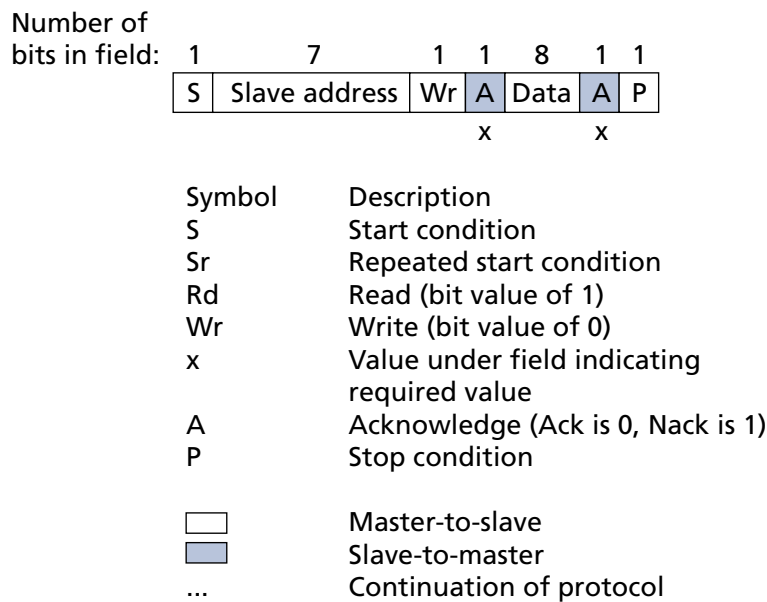 Number of
bits in field: 1 7 1 1 8 1 1
S Slave address Wr A Data A P
x x
Symbol Description
S Start condition
Sr Repeated start condition
Rd Read (bit value of 1)
Wr Write (bit value of 0)
x Value under field indicating
required value
A Acknowledge (Ack is 0, Nack is 1)
P Stop condition
Master-to-slave
Slave-to-master
... Continuation of protocol